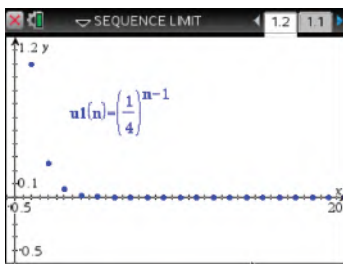 SEQUENCE LIMIT
1.2 1.1
1.2 y
u1(n)=(1/4)^n-1
0.1
x
0.5
20
-0.5